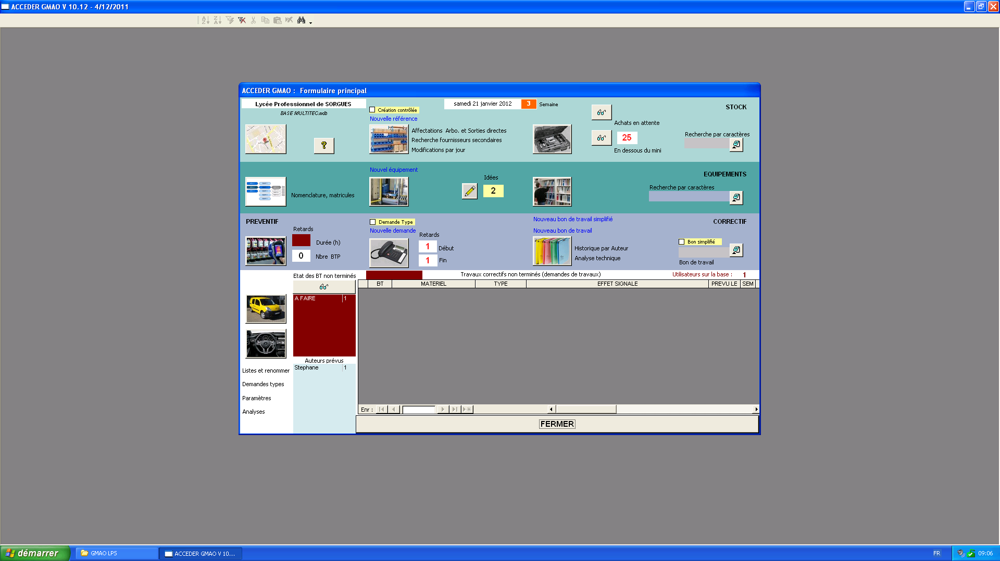 ACCEDER GMAO V 10.12 - 4/12/2011
ACCEDER GMAO : Formulaire principal
Lycée Professionnel de SORGUES
BASE MULTITEC.mdb
Création contrôlée
Nouvelle référence
samedi 21 janvier 2012
3
Semaine
STOCK
Affectations Arbo. et Sorties directes
Recherche fournisseurs secondaires
Modifications par jour
Achats en attente
25
En dessous du mini
Recherche par caractères
?
Nouvel équipement
Nomenclature, matricules
Idées
2
EQUIPEMENTS
Recherche par caractères
PREVENTIF
Retards
Durée (h)
0
Nbre BTP
Demande Type
Nouvelle demande
Retards
1
Début
1
Fin
Nouveau bon de travail simplifié
Nouveau bon de travail
Historique par Auteur
Analyse technique
CORRECTIF
Bon simplifié
Bon de travail
Etat des BT non terminés
Travaux correctifs non terminés (demandes de travaux)
Utilisateurs sur la base : 1
BT MATERIEL TYPE EFFET SIGNALE PREVU LE SEM
A FAIRE 1
Auteurs prévus
Stephane 1
Listes et renommer
Demandes types
Paramètres
Analyses
Enr :
FERMER
démarrer
GMAO LPS
ACCEDER GMAO V 10...
FR
09:06